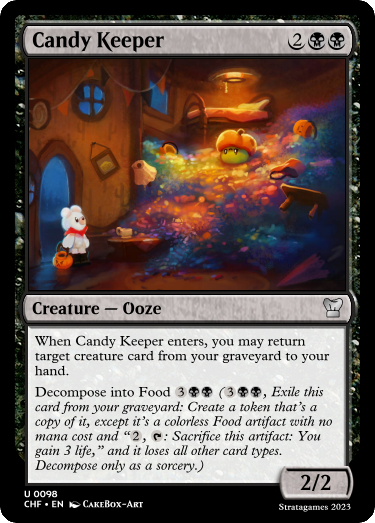 Candy Keeper 2
Creature — Ooze
When Candy Keeper enters, you may return
target creature card from your graveyard to your
hand.
Decompose into Food 3 (3, Exile this
card from your graveyard: Create a token that's a
copy of it, except it's a colorless Food artifact with no
mana cost and “2, : Sacrifice this artifact: You
gain 3 life,” and it loses all other card types.
Decompose only as a sorcery.)
2/2
U 0098
CHF • EN CakeBox-Art
Stratagames 2023